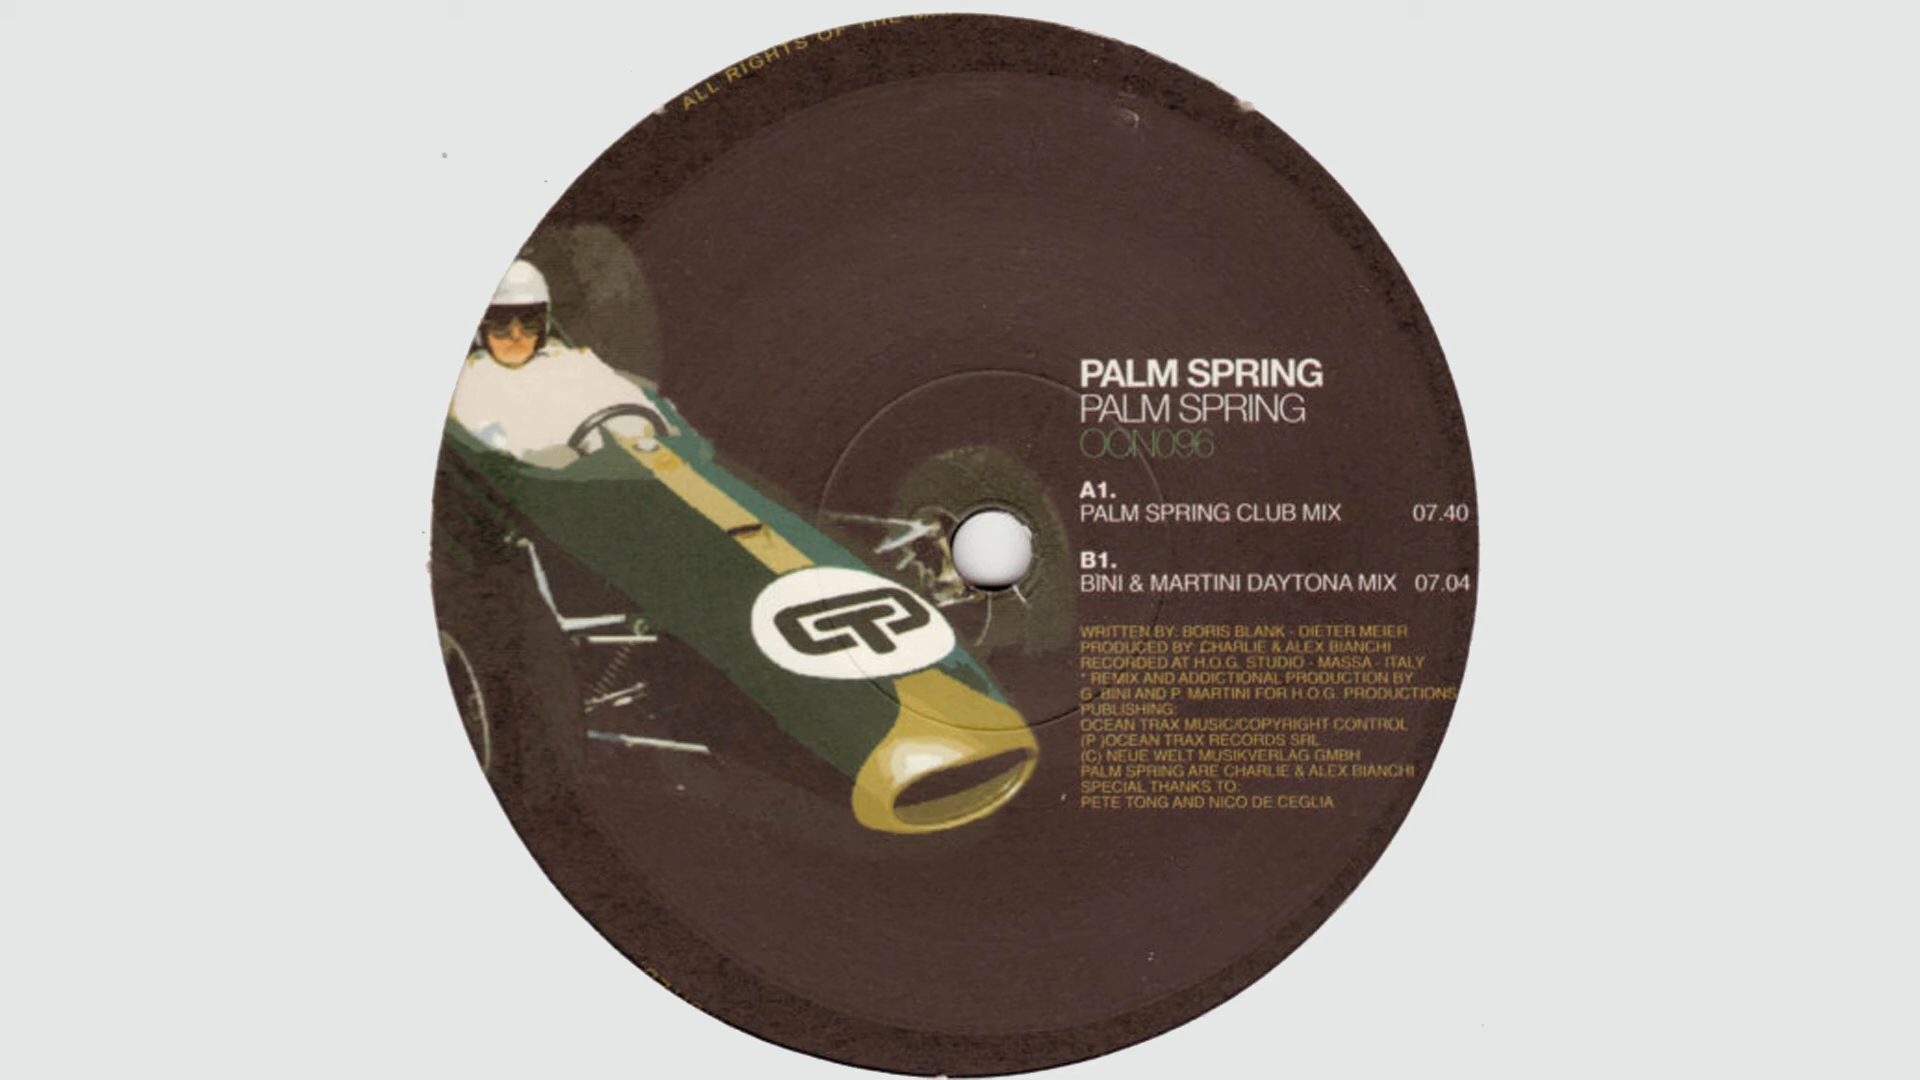 ALL RIGHTS OF THE
PALM SPRING
PALM SPRING
OCN096
A1.
PALM SPRING CLUB MIX 07.40
B1.
BINI & MARTINI DAYTONA MIX 07.04
WRITTEN BY: BORIS BLANK - DIETER MEIER
PRODUCED BY: CHARLIE & ALEX BIANCHI
RECORDED AT H.O.G. STUDIO - MASSA - ITALY
* REMIX AND ADDICTIONAL PRODUCTION BY
G. BINI AND P. MARTINI FOR H.O.G. PRODUCTIONS
PUBLISHING:
OCEAN TRAX MUSIC/COPYRIGHT CONTROL
(P )OCEAN TRAX RECORDS SRL
(C) NEUE WELT MUSIKVERLAG GMBH
PALM SPRING ARE CHARLIE & ALEX BIANCHI
SPECIAL THANKS TO:
PETE TONG AND NICO DE CEGLIA